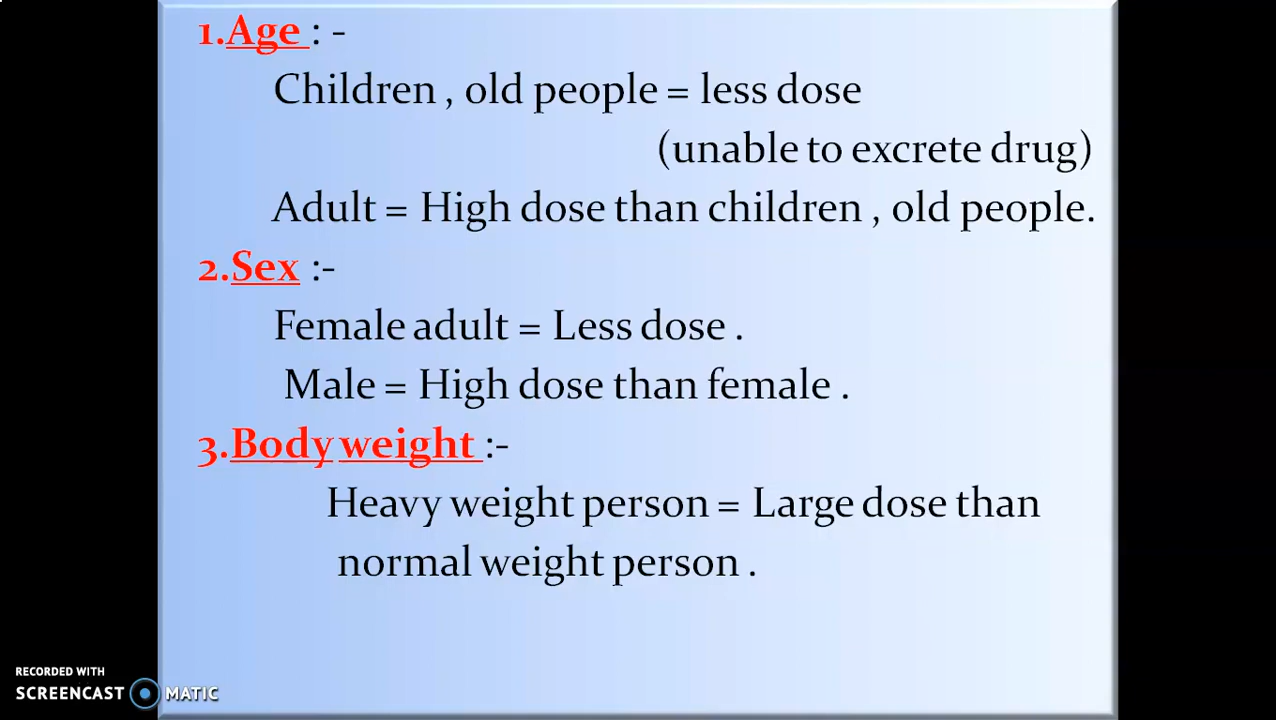 1.Age : -
Children , old people = less dose
(unable to excrete drug)
Adult = High dose than children , old people.
2.Sex :-
Female adult = Less dose .
Male = High dose than female .
3.Body weight :-
Heavy weight person = Large dose than
normal weight person .
RECORDED WITH
SCREENCAST MATIC